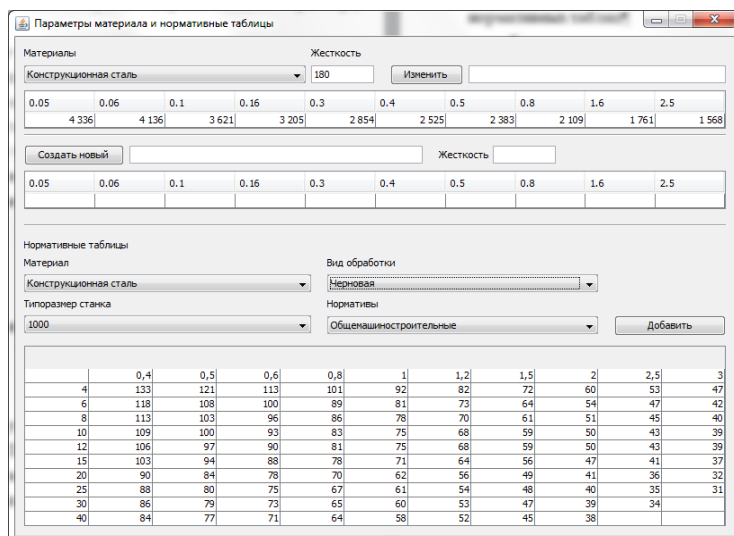 Параметры материала и нормативные таблицы
Материалы Жесткость
Конструкционная сталь 180 Изменить
0.05 0.06 0.1 0.16 0.3 0.4 0.5 0.8 1.6 2.5
4 336 4 136 3 621 3 205 2 854 2 525 2 383 2 109 1 761 1 568
Создать новый Жесткость
0.05 0.06 0.1 0.16 0.3 0.4 0.5 0.8 1.6 2.5
Нормативные таблицы
Материал Вид обработки
Конструкционная сталь Черновая
Типоразмер станка Нормативы
1000 Общемашиностроительные Добавить
0,4 0,5 0,6 0,8 1 1,2 1,5 2 2,5 3
4 133 121 113 101 92 82 72 60 53 47
6 118 108 100 89 81 73 64 54 47 42
8 113 103 96 86 78 70 61 51 45 40
10 109 100 93 83 75 68 59 50 43 39
12 106 97 90 81 75 68 59 50 43 39
15 103 94 88 78 71 64 56 47 41 37
20 90 84 78 70 62 56 49 41 36 32
25 88 80 75 67 61 54 48 40 35 31
30 86 79 73 65 60 53 47 39 34
40 84 77 71 64 58 52 45 38